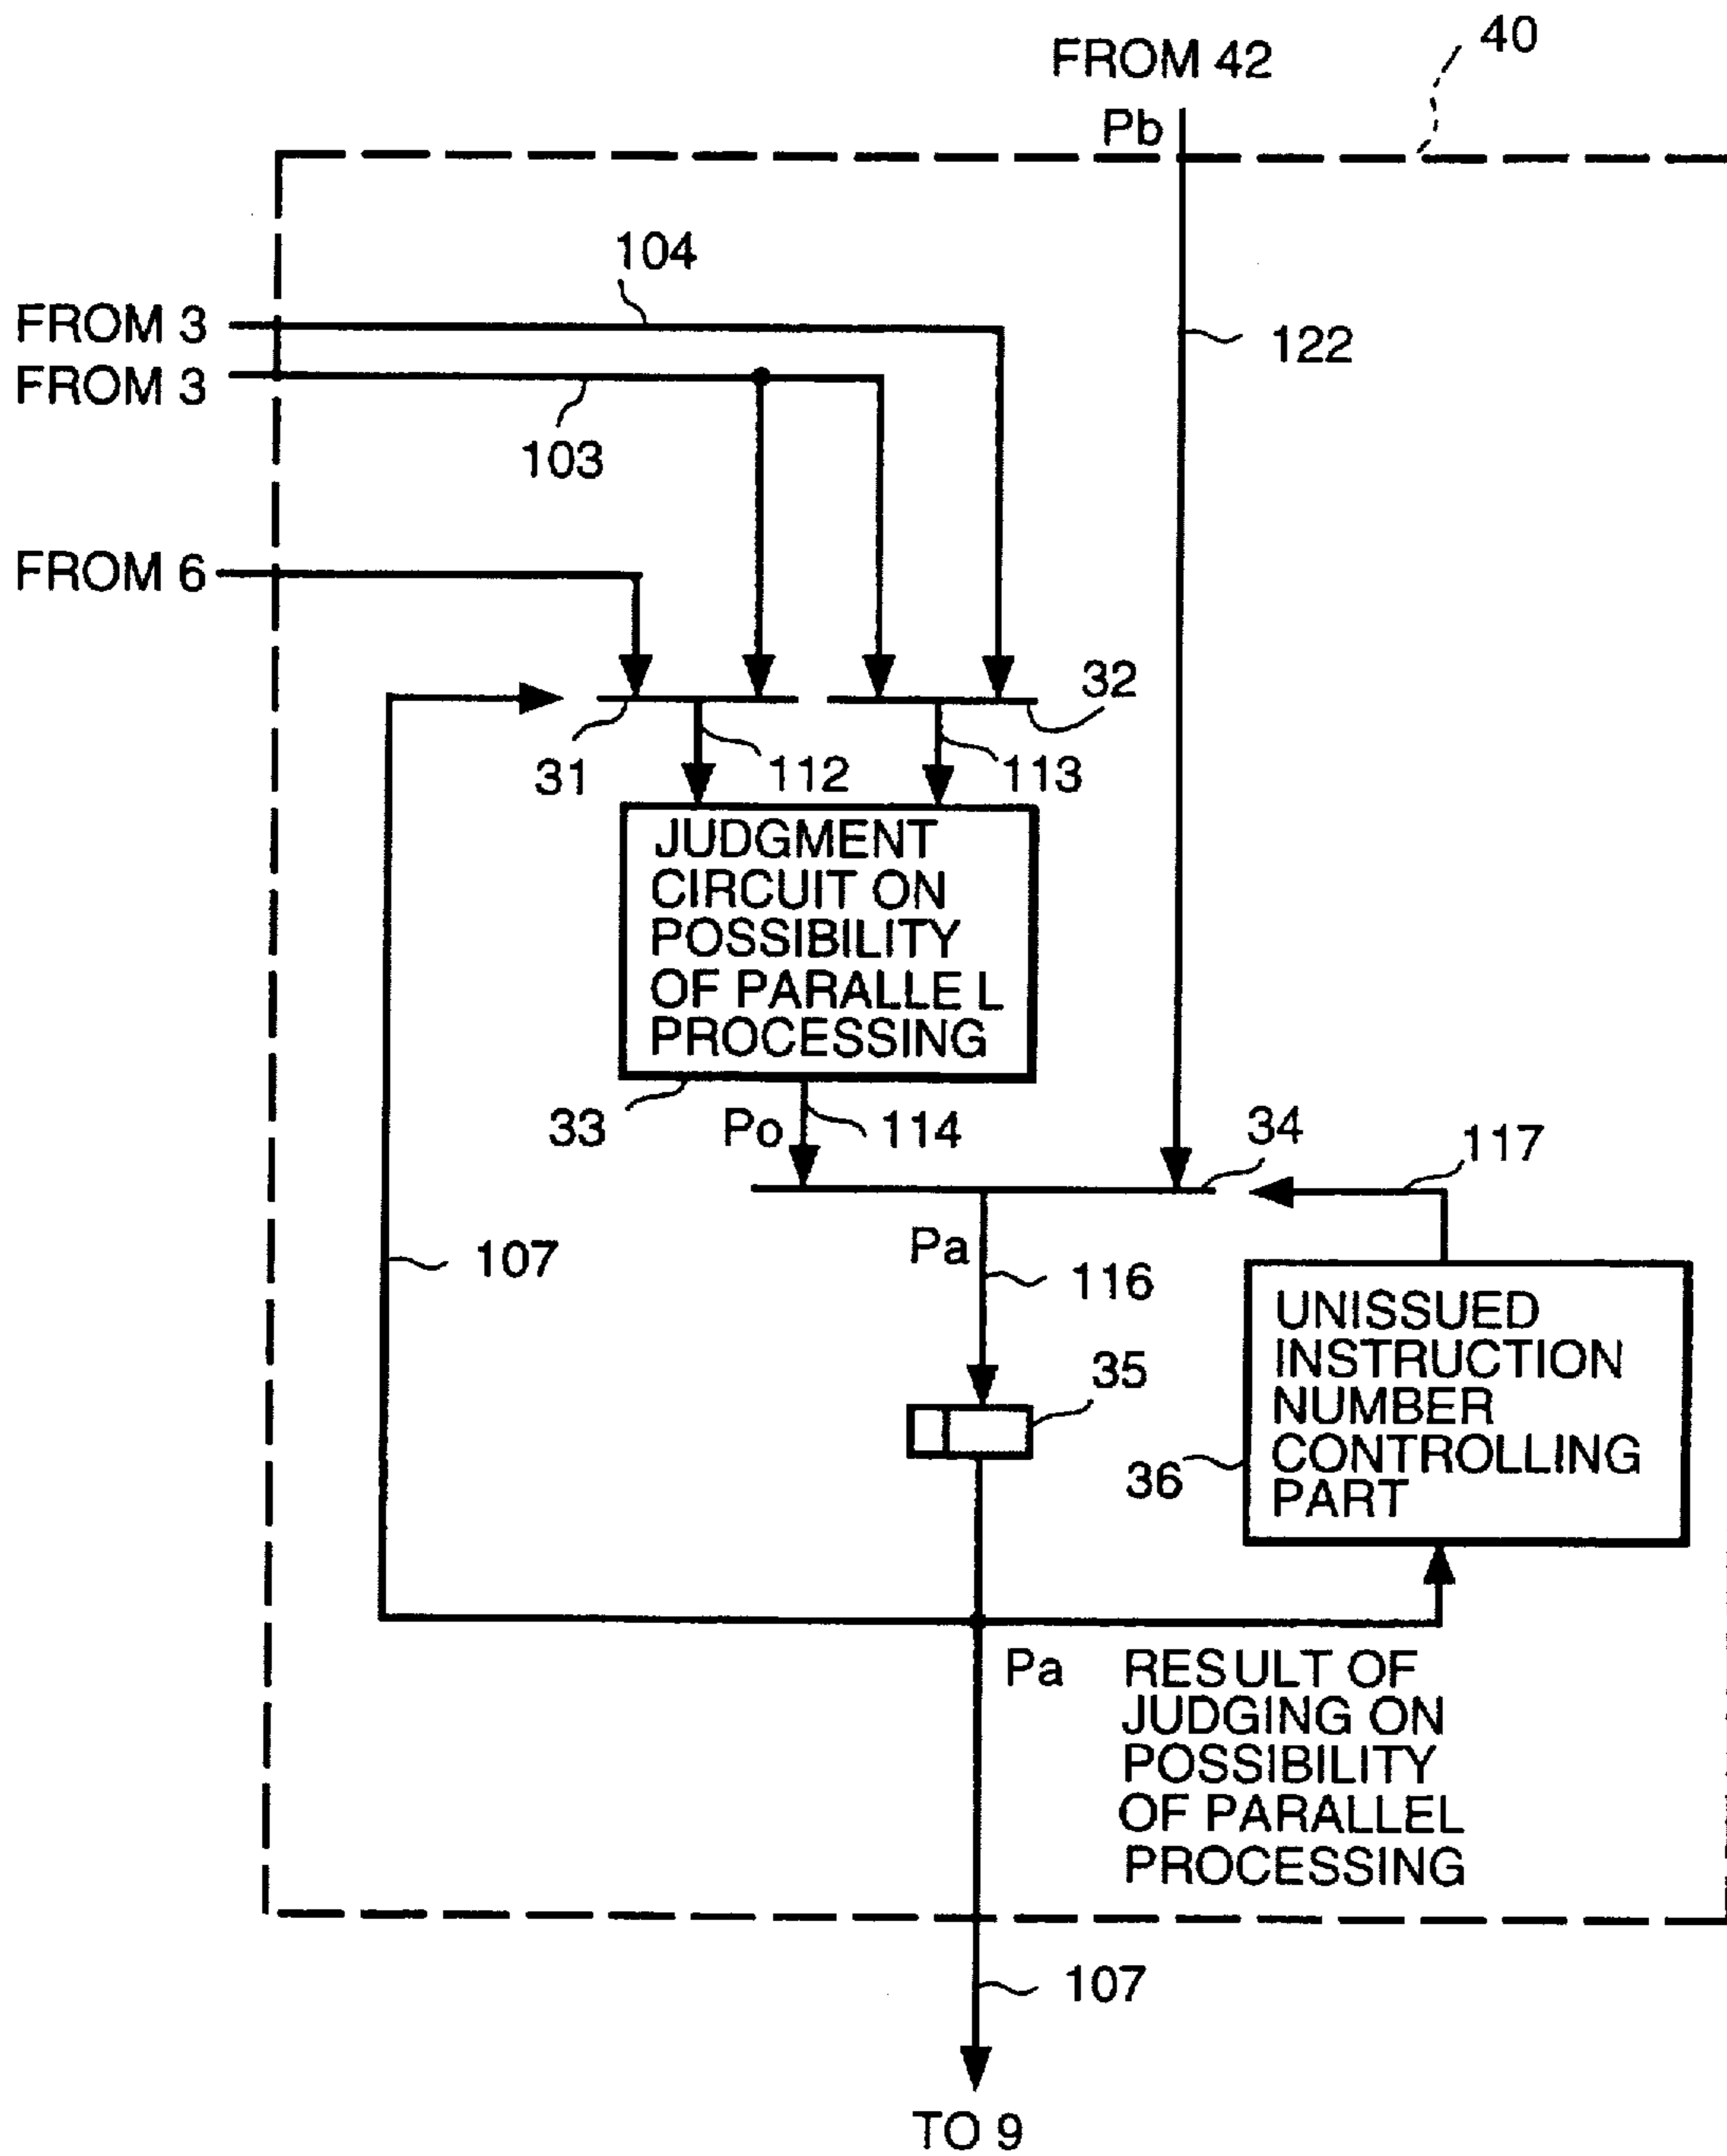 40
FROM 42
Pb
104
FROM 3
122
FROM 3
103
FROM 6
32
31
112
113
JUDGMENT
CIRCUIT ON
POSSIBILITY
OF PARALLE L
PROCESSING
33
Po
114
34
117
107
Pa
116
UNISSUED
INSTRUCTION
NUMBER
CONTROLLING
PART
35
36
Pa
RESULT OF
JUDGING ON
POSSIBILITY
OF PARALLEL
PROCESSING
107
TO 9